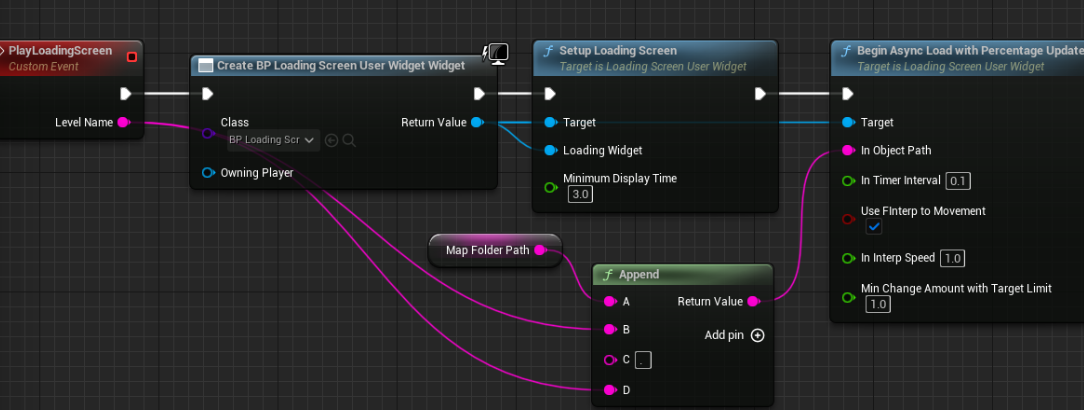 PlayLoadingScreen
Custom Event
Level Name
Create BP Loading Screen User Widget Widget
Class
BP Loading Scr
Return Value
Owning Player
f Setup Loading Screen
Target is Loading Screen User Widget
Target
Loading Widget
Minimum Display Time
3.0
Map Folder Path
f Append
A
Return Value
B
Add pin
C .
D
f Begin Async Load with Percentage Update
Target is Loading Screen User Widget
Target
In Object Path
In Timer Interval 0.1
Use FInterp to Movement
In Interp Speed 1.0
Min Change Amount with Target Limit
1.0